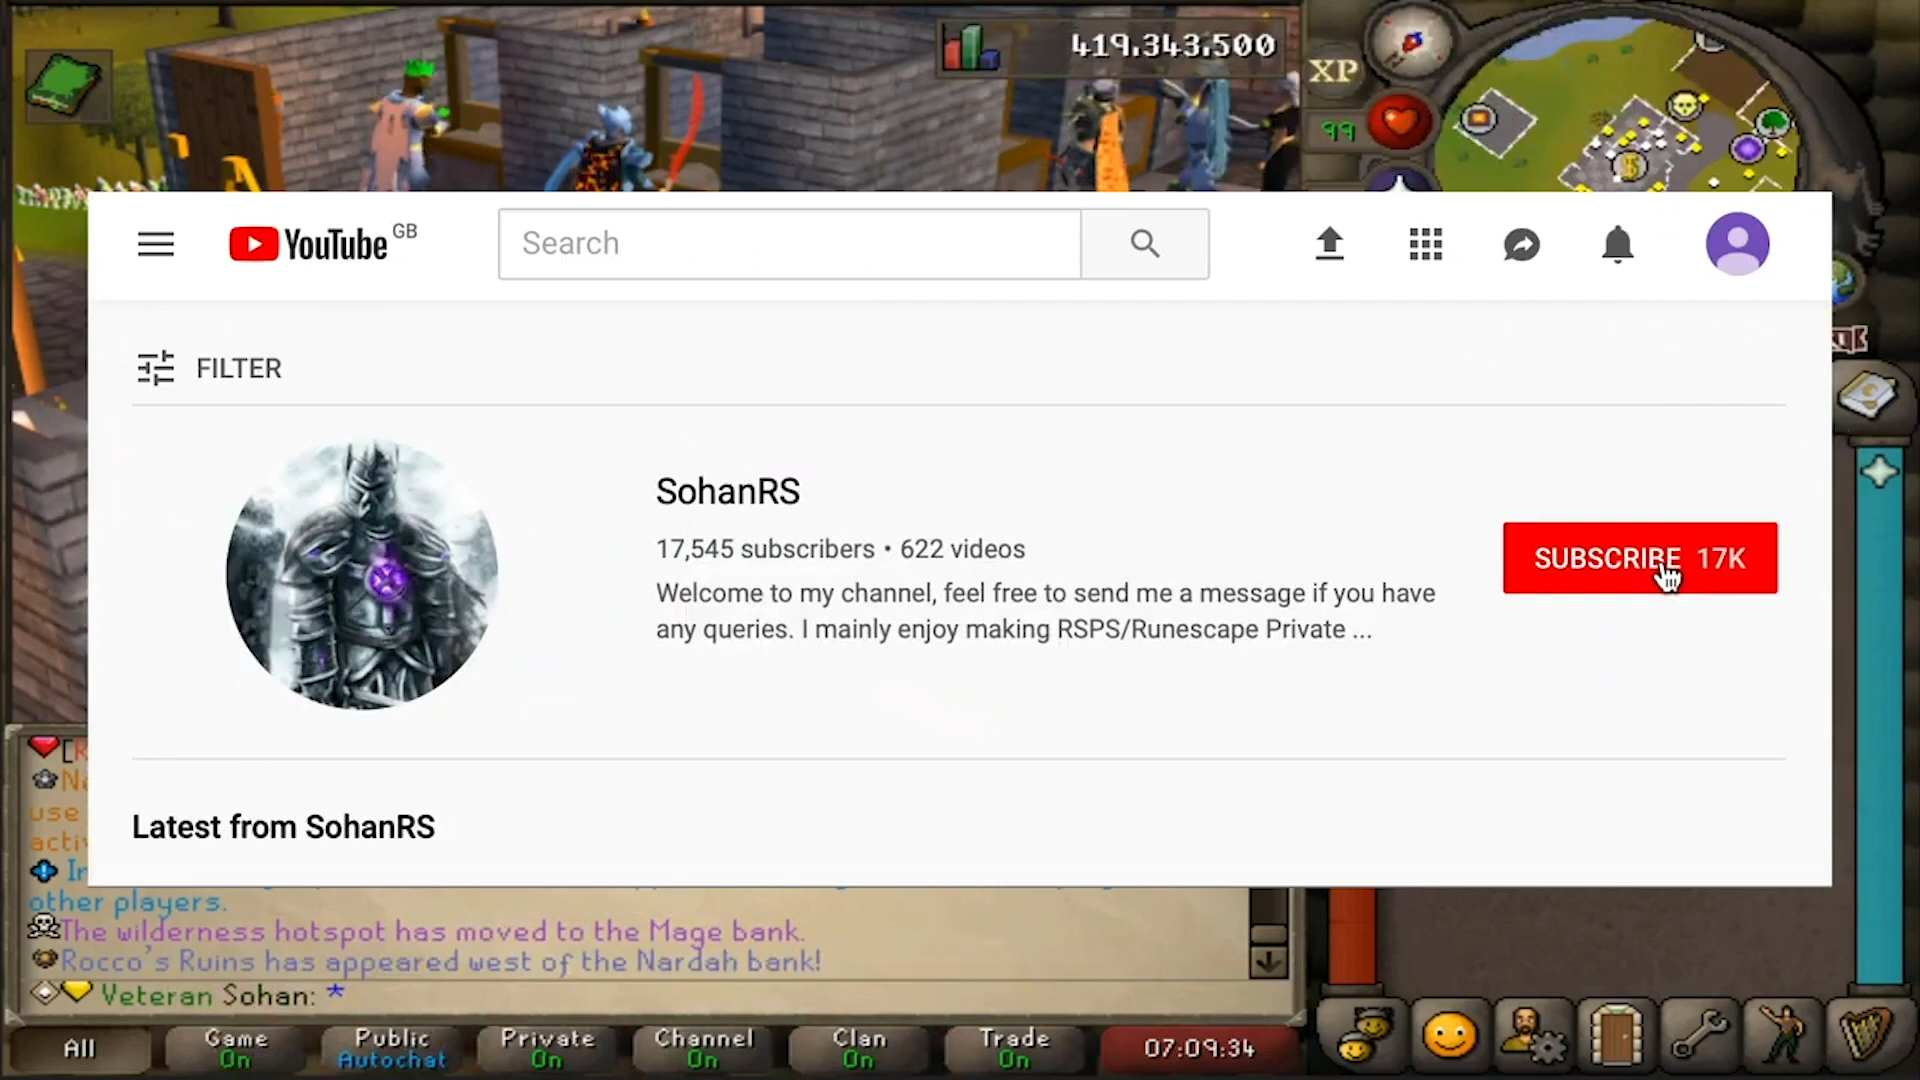 419,343,500
XP
99
YouTube GB
Search
FILTER
SohanRS
17,545 subscribers • 622 videos
Welcome to my channel, feel free to send me a message if you have
any queries. I mainly enjoy making RSPS/Runescape Private ...
SUBSCRIBE 17K
Latest from SohanRS
use
other players.
The wilderness hotspot has moved to the Mage bank.
Rocco's Ruins has appeared west of the Nardah bank!
Veteran Sohan: *
All
Game
On
Public
Autochat
Private
On
Channel
On
Clan
On
Trade
On
07:09:34